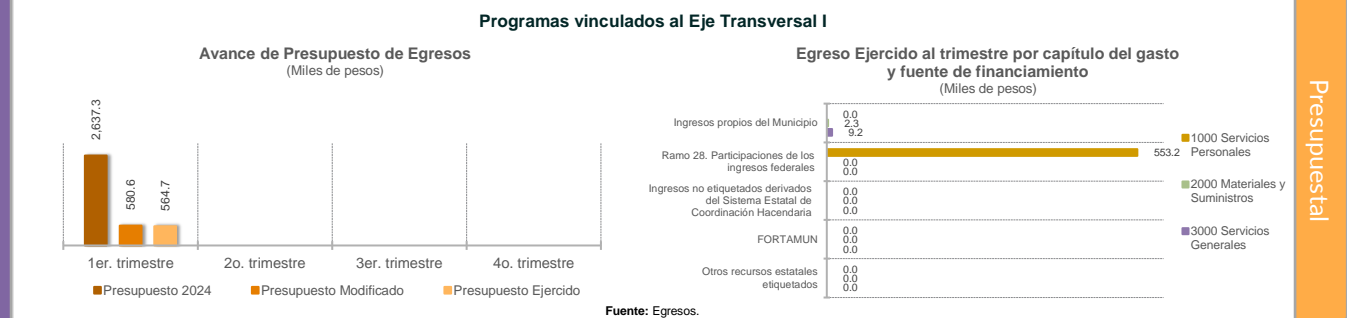 Programas vinculados al Eje Transversal I
Avance de Presupuesto de Egresos
(Miles de pesos)
2,637.3
580.6
564.7
1er. trimestre
2o. trimestre
3er. trimestre
4o. trimestre
Presupuesto 2024
Presupuesto Modificado
Presupuesto Ejercido
Egreso Ejercido al trimestre por capítulo del gasto
y fuente de financiamiento
(Miles de pesos)
Ingresos propios del Municipio
0.0
2.3
9.2
Ramo 28. Participaciones de los
ingresos federales
553.2
0.0
0.0
Ingresos no etiquetados derivados
del Sistema Estatal de
Coordinación Hacendaria
0.0
0.0
0.0
FORTAMUN
0.0
0.0
0.0
Otros recursos estatales
etiquetados
0.0
0.0
0.0
1000 Servicios
Personales
2000 Materiales y
Suministros
3000 Servicios
Generales
Fuente: Egresos.
Presupuestal